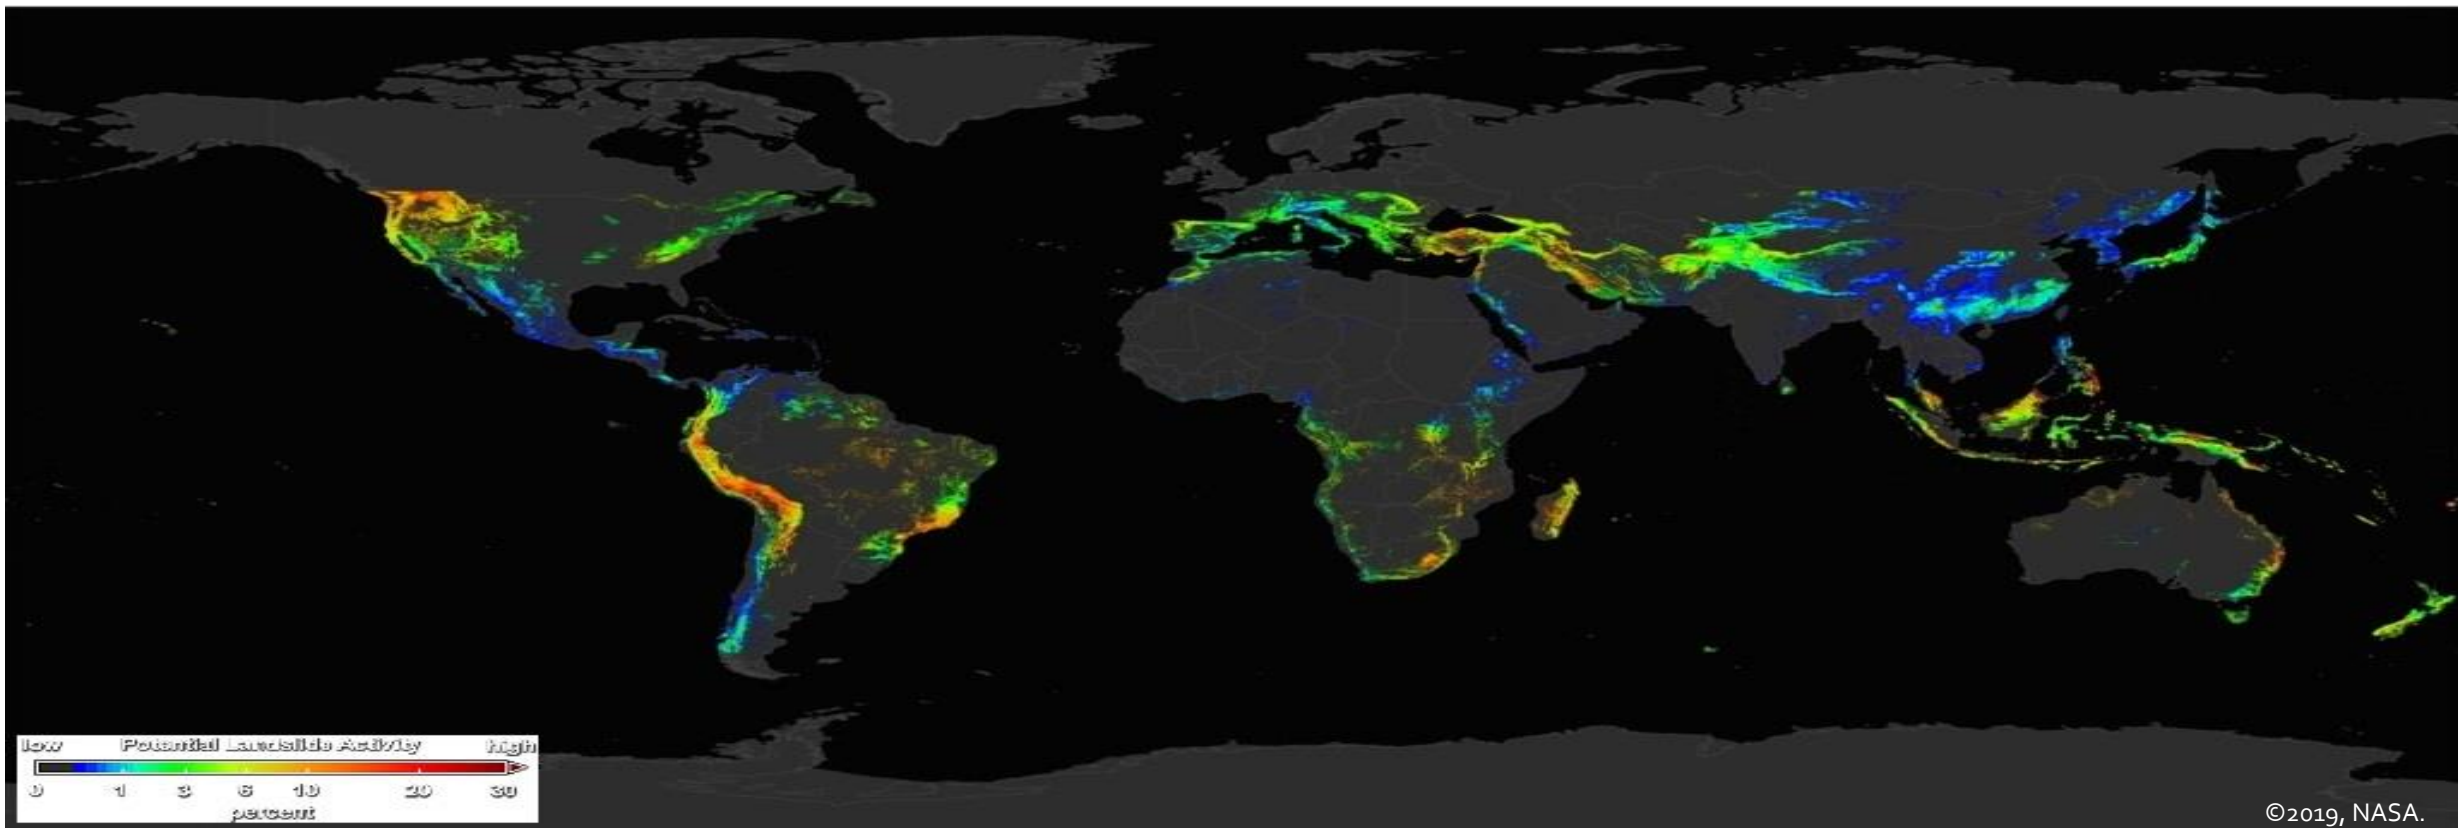 low Potential Landslide Activity high
0 1 3 6 10 20 30
percent
©2019, NASA.